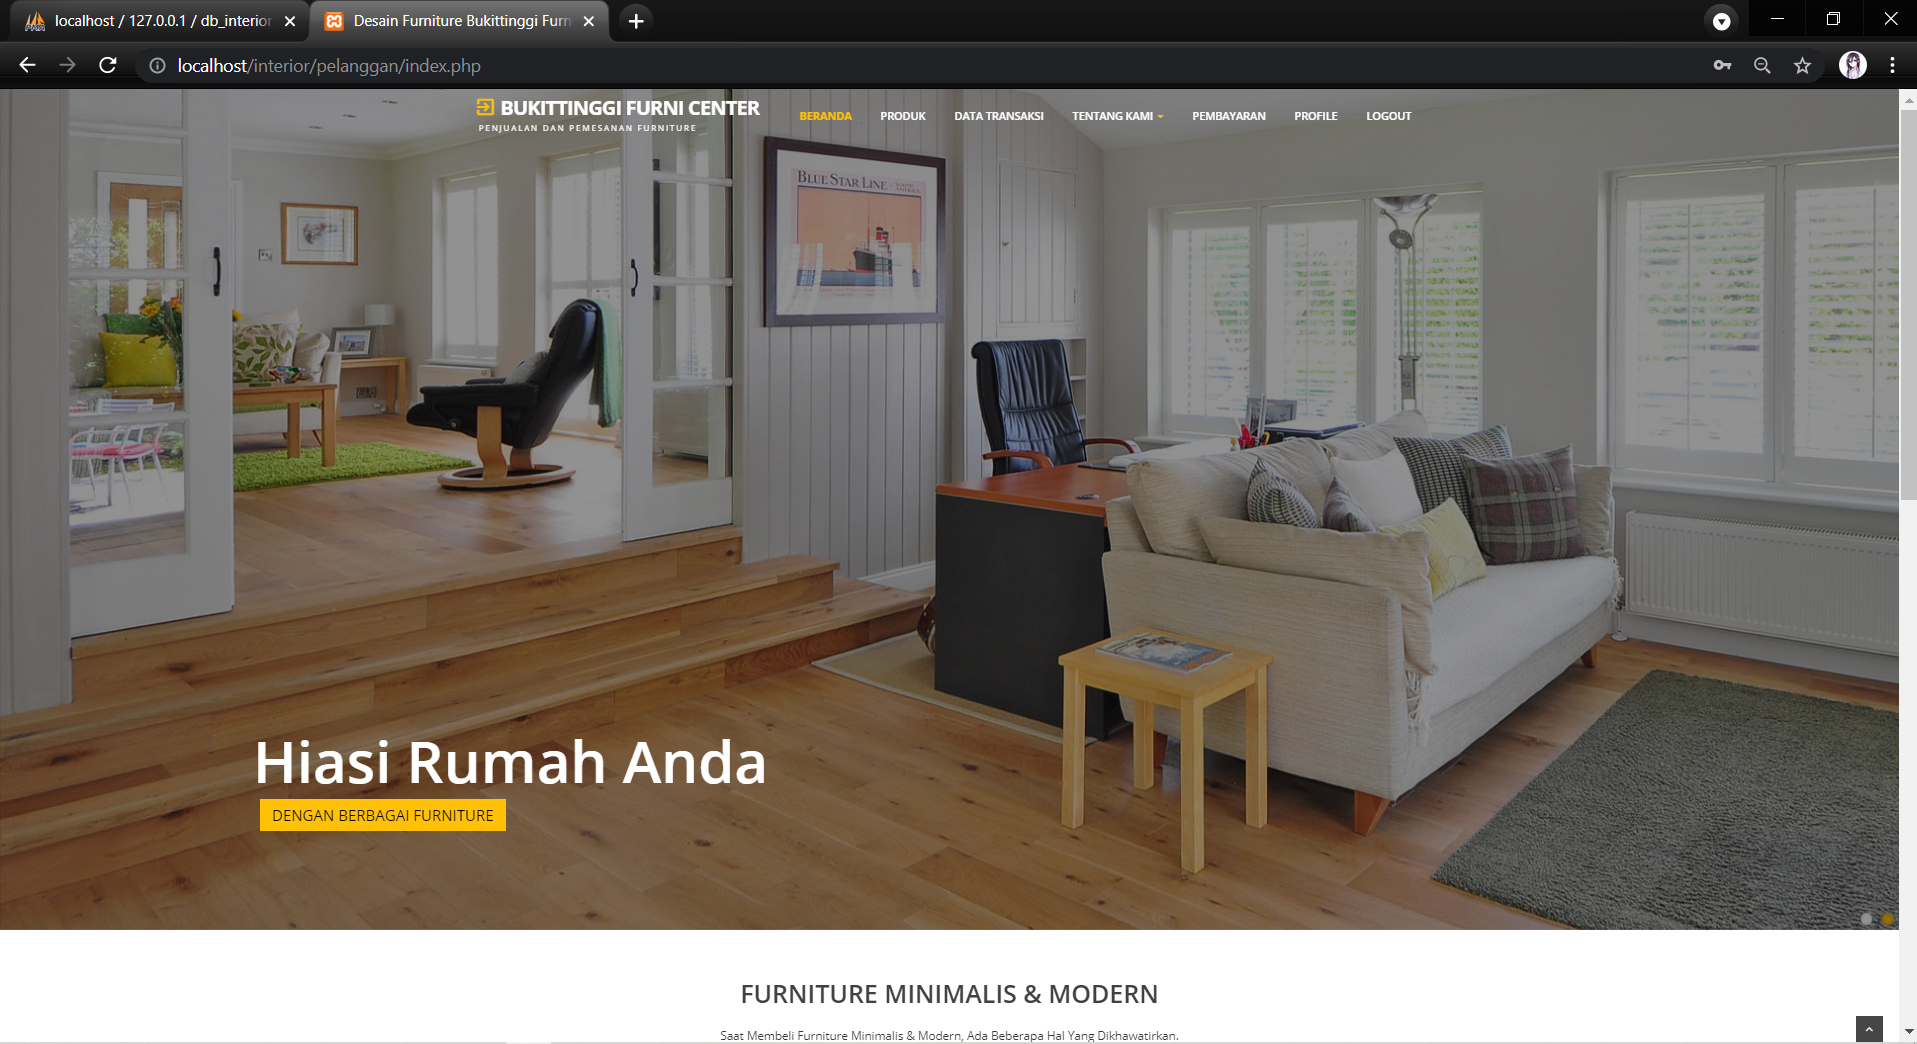 localhost / 127.0.0.1 / db_interior
Desain Furniture Bukittinggi Furn
localhost/interior/pelanggan/index.php
BUKITTINGGI FURNI CENTER
PENJUALAN DAN PEMESANAN FURNITURE
BERANDA
PRODUK
DATA TRANSAKSI
TENTANG KAMI
PEMBAYARAN
PROFILE
LOGOUT
BLUE STAR LINE
Hiasi Rumah Anda
DENGAN BERBAGAI FURNITURE
FURNITURE MINIMALIS & MODERN
Saat Membeli Furniture Minimalis & Modern, Ada Beberapa Hal Yang Dikhawatirkan.